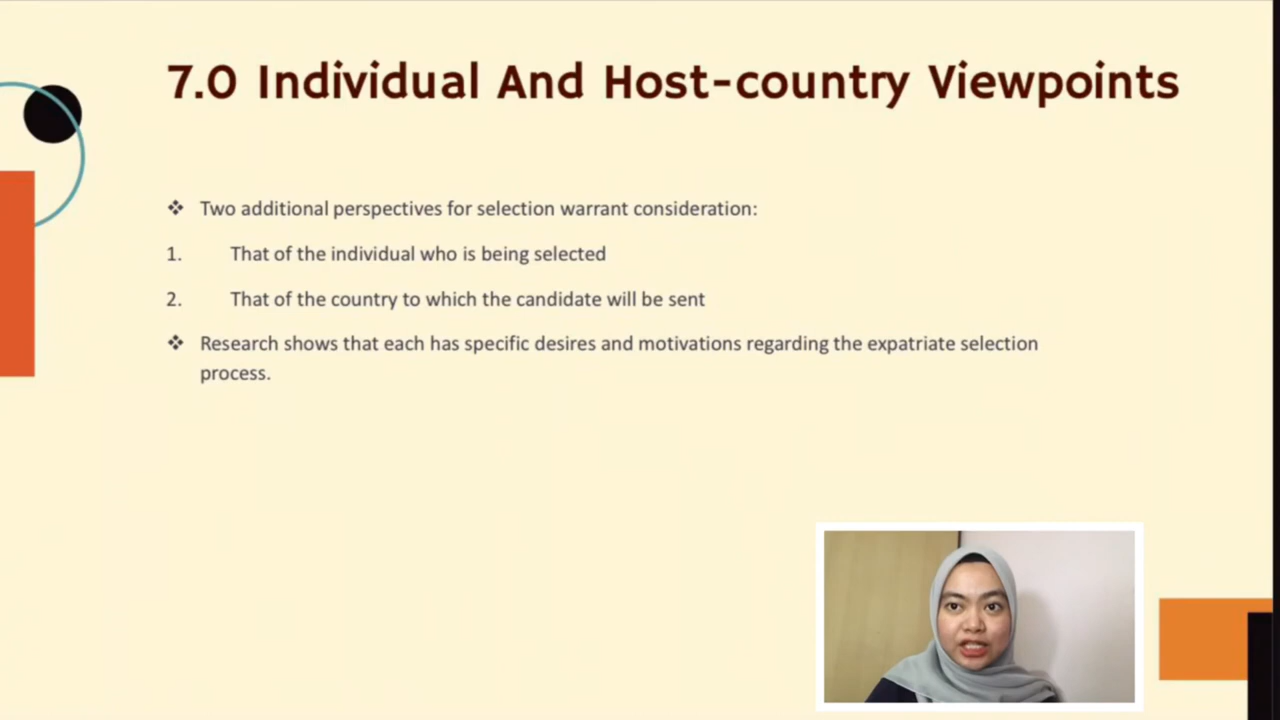 7.0 Individual And Host-country Viewpoints
❖ Two additional perspectives for selection warrant consideration:
1. That of the individual who is being selected
2. That of the country to which the candidate will be sent
❖ Research shows that each has specific desires and motivations regarding the expatriate selection
process.